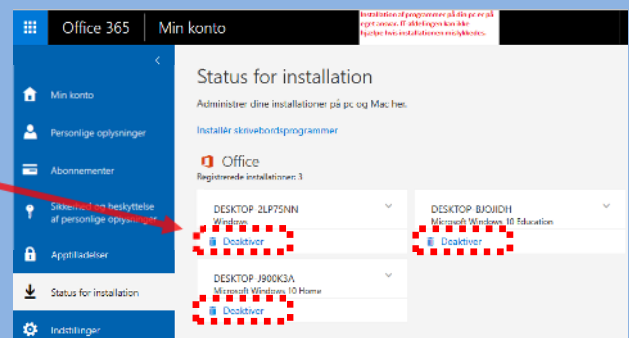 Office 365
Min konto
Installation af programmer på din pc er på
eget ansvar. IT afdelingen kan ikke
hjælpe hvis installationen mislykkedes.
Min konto
Personlige oplysninger
Abonnementer
Sikkerhed og beskyttelse
af personlige oplysninger
Apptilladelser
Status for installation
Indstillinger
Status for installation
Administrer dine installationer på pc og Mac her.
Installér skrivebordsprogrammer
Office
Registrerede installationer: 3
DESKTOP-2LP75NN
Windows
Deaktiver
DESKTOP-BJOJIDH
Microsoft Windows 10 Education
Deaktiver
DESKTOP-J900K3A
Microsoft Windows 10 Home
Deaktiver